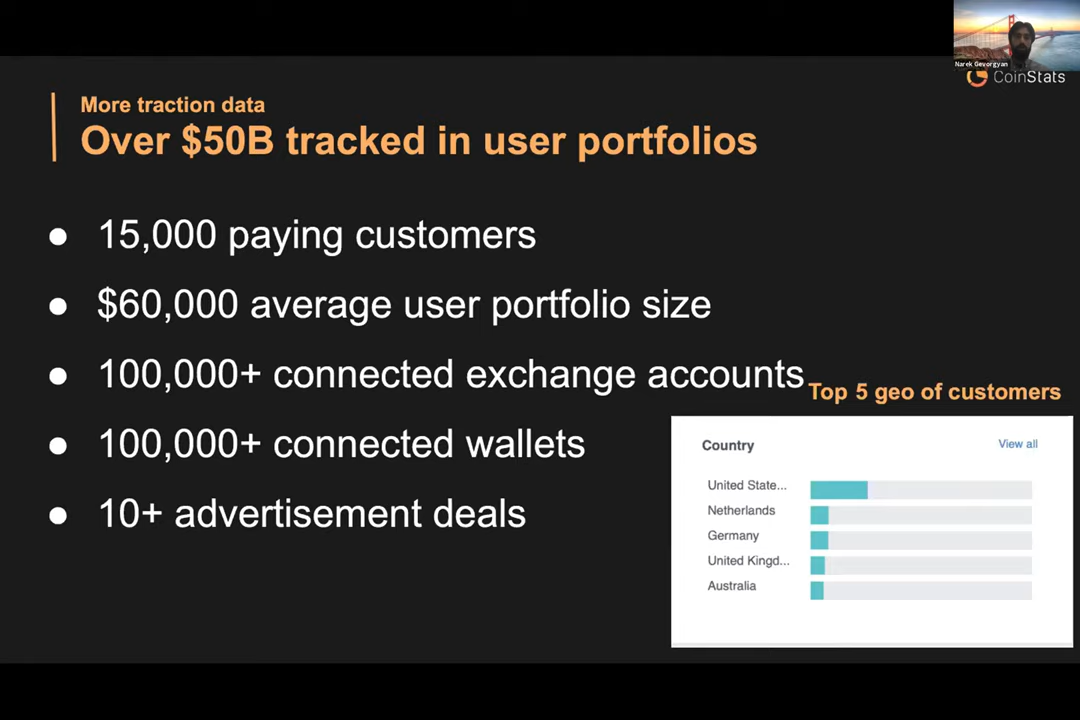 Narek Gevorgyan
CoinStats
More traction data
Over $50B tracked in user portfolios
● 15,000 paying customers
● $60,000 average user portfolio size
● 100,000+ connected exchange accounts
● 100,000+ connected wallets
● 10+ advertisement deals
Top 5 geo of customers
Country View all
United State...
Netherlands
Germany
United Kingd...
Australia